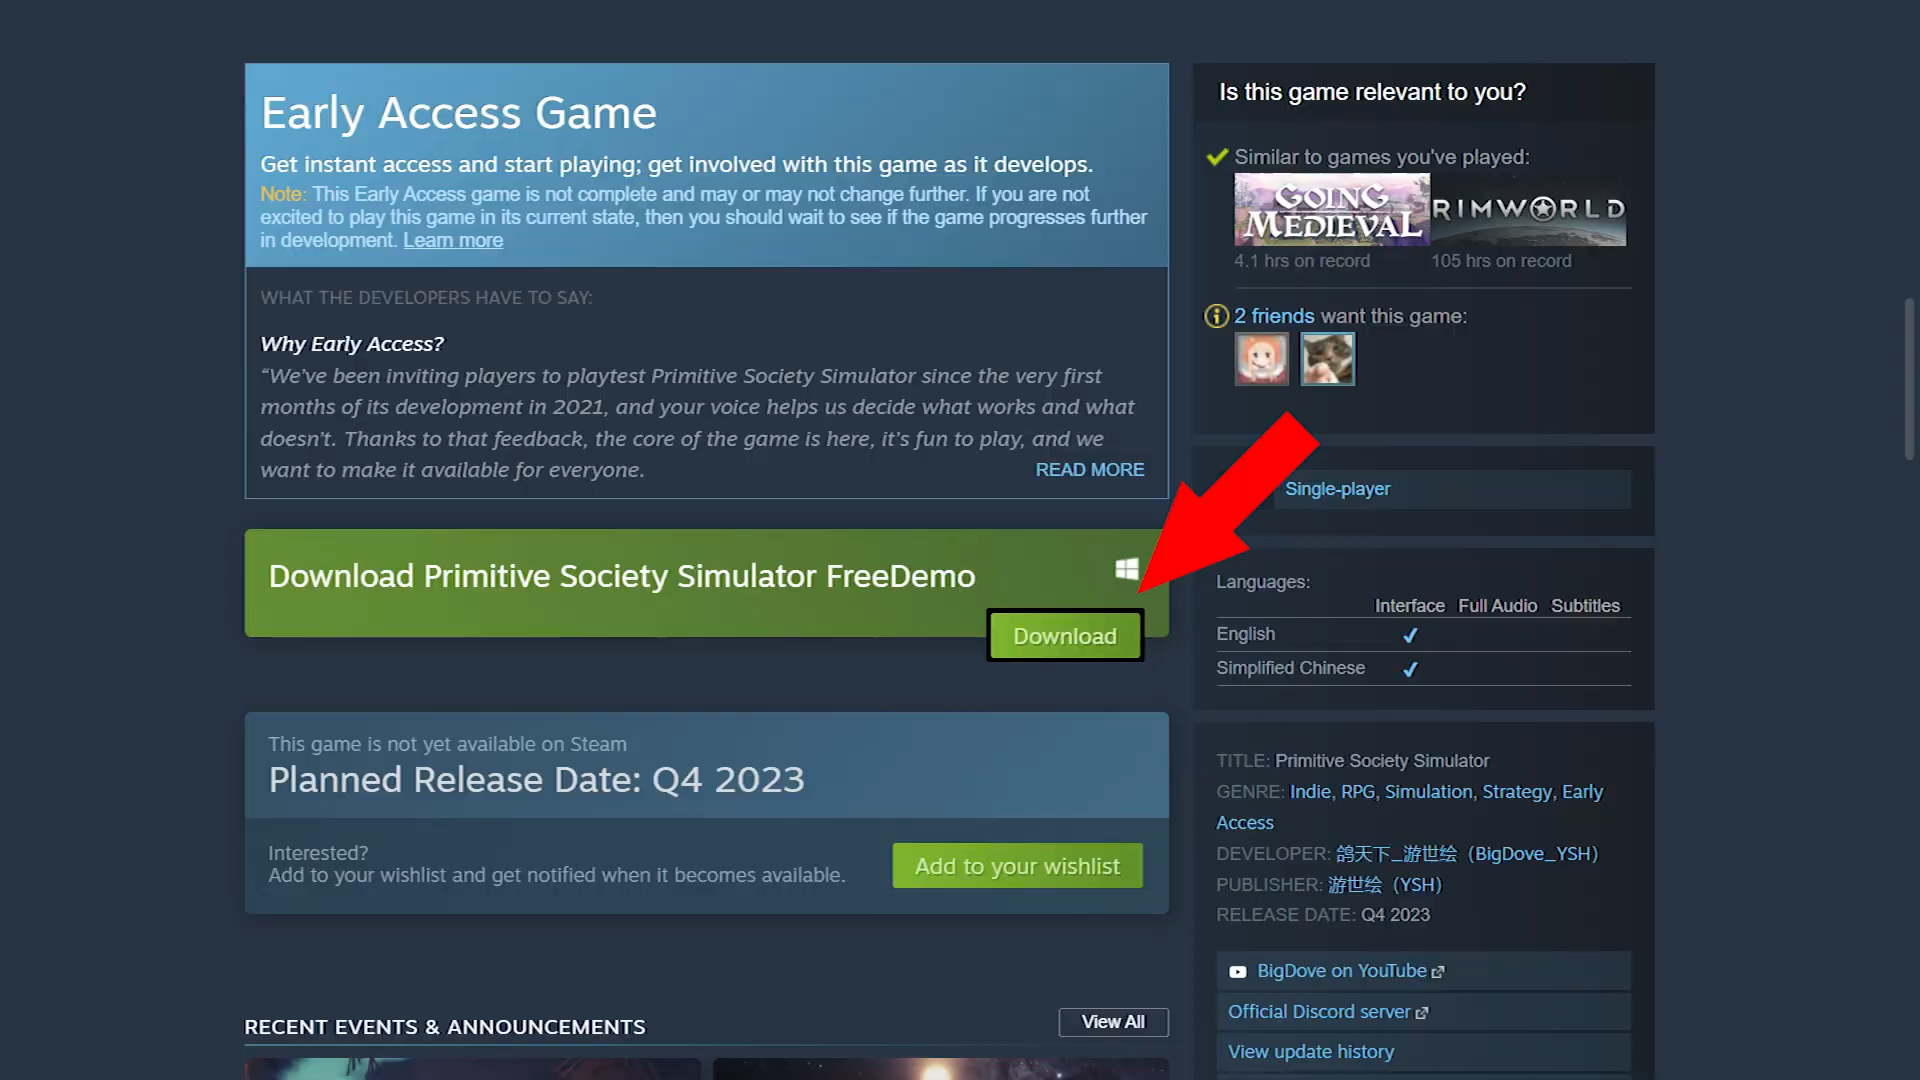 Early Access Game
Get instant access and start playing; get involved with this game as it develops.
Note: This Early Access game is not complete and may or may not change further. If you are not
excited to play this game in its current state, then you should wait to see if the game progresses further
in development. Learn more
WHAT THE DEVELOPERS HAVE TO SAY:
Why Early Access?
“We’ve been inviting players to playtest Primitive Society Simulator since the very first
months of its development in 2021, and your voice helps us decide what works and what
doesn’t. Thanks to that feedback, the core of the game is here, it’s fun to play, and we
want to make it available for everyone.
READ MORE
Download Primitive Society Simulator FreeDemo
Download
This game is not yet available on Steam
Planned Release Date: Q4 2023
Interested?
Add to your wishlist and get notified when it becomes available.
Add to your wishlist
RECENT EVENTS & ANNOUNCEMENTS
View All
Is this game relevant to you?
Similar to games you've played:
GOING
MEDIEVAL
RIMWORLD
4.1 hrs on record
105 hrs on record
2 friends want this game:
Single-player
Languages:
Interface Full Audio Subtitles
English
Simplified Chinese
TITLE: Primitive Society Simulator
GENRE: Indie, RPG, Simulation, Strategy, Early
Access
DEVELOPER: 鸽天下_游世绘（BigDove_YSH）
PUBLISHER: 游世绘（YSH）
RELEASE DATE: Q4 2023
BigDove on YouTube
Official Discord server
View update history